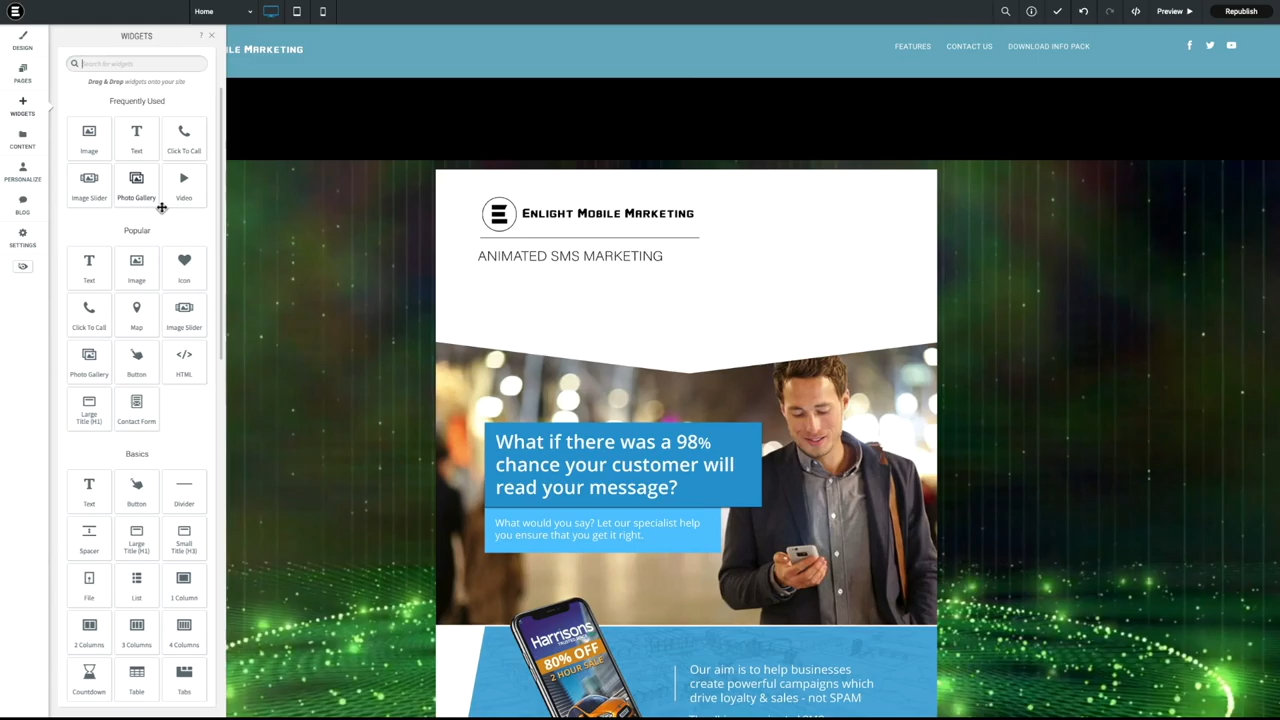 Home
Preview
Republish
DESIGN
PAGES
WIDGETS
CONTENT
PERSONALIZE
BLOG
SETTINGS
WIDGETS
?
Search for widgets
Drag & Drop widgets onto your site
Frequently Used
Image
Text
Click To Call
Image Slider
Photo Gallery
Video
Popular
Text
Image
Icon
Click To Call
Map
Image Slider
Photo Gallery
Button
HTML
Large
Title (H1)
Contact Form
Basics
Text
Button
Divider
Spacer
Large
Title (H1)
Small
Title (H3)
File
List
1 Column
2 Columns
3 Columns
4 Columns
Countdown
Table
Tabs
BILE MARKETING
FEATURES
CONTACT US
DOWNLOAD INFO PACK
ENLIGHT MOBILE MARKETING
ANIMATED SMS MARKETING
What if there was a 98%
chance your customer will
read your message?
What would you say? Let our specialist help
you ensure that you get it right.
Harrisons
80% OFF
2 HOUR SALE
Our aim is to help businesses
create powerful campaigns which
drive loyalty & sales - not SPAM